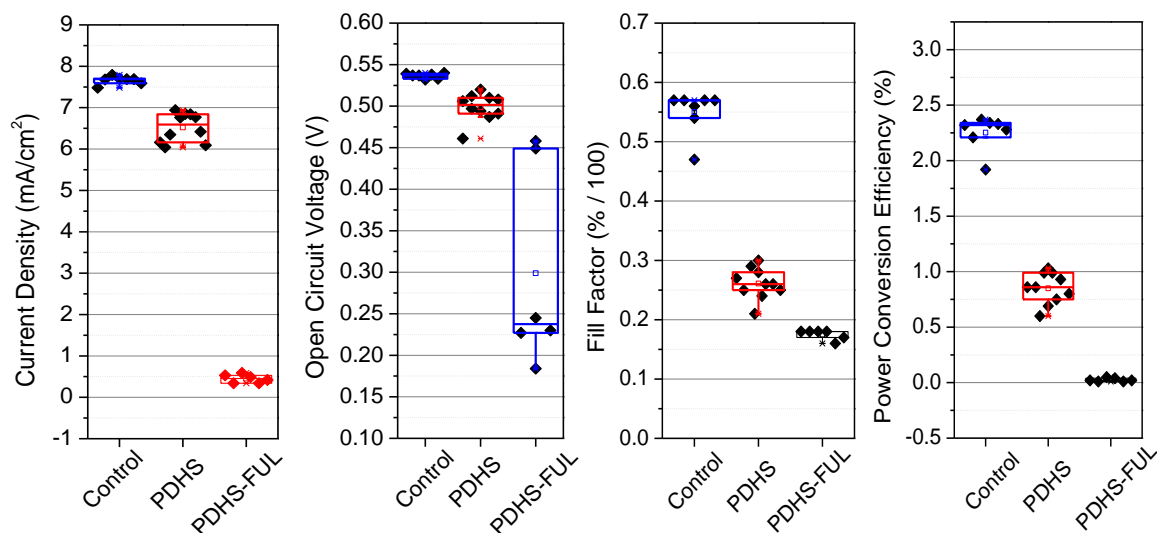 Current Density (mA/cm²)
9
8
7
6
5
4
3
2
1
0
-1
Control
PDHS
PDHS-FUL
Open Circuit Voltage (V)
0.60
0.55
0.50
0.45
0.40
0.35
0.30
0.25
0.20
0.15
0.10
Control
PDHS
PDHS-FUL
Fill Factor (% / 100)
0.7
0.6
0.5
0.4
0.3
0.2
0.1
0.0
Control
PDHS
PDHS-FUL
Power Conversion Efficiency (%)
3.0
2.5
2.0
1.5
1.0
0.5
0.0
-0.5
Control
PDHS
PDHS-FUL